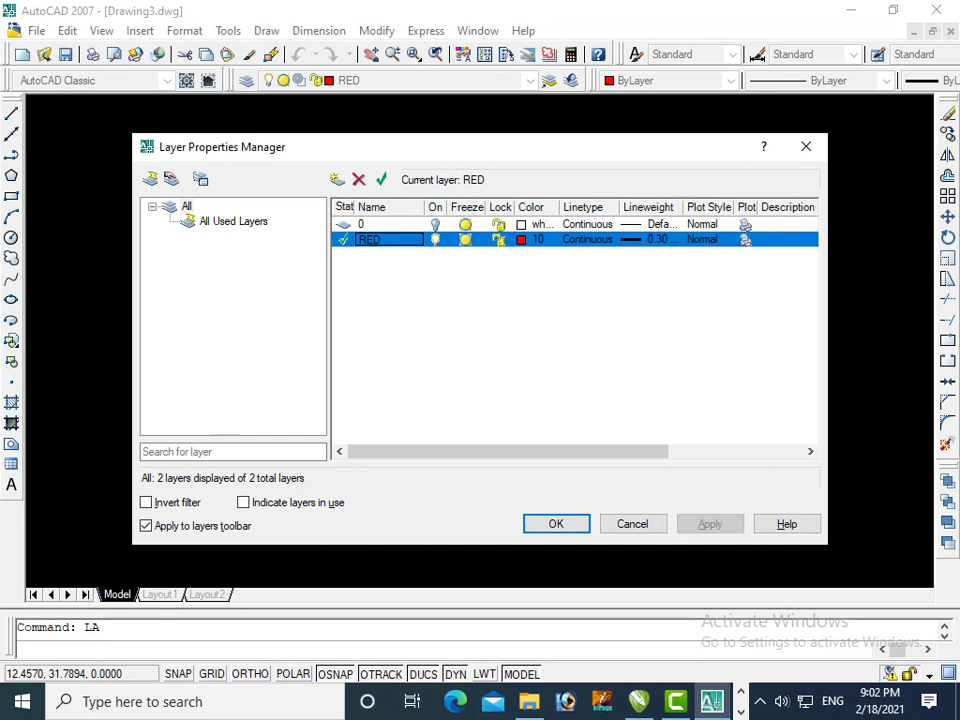 AutoCAD 2007 - [Drawing3.dwg]
File Edit View Insert Format Tools Draw Dimension Modify Express Window Help
Standard Standard Standard
AutoCAD Classic RED ByLayer ByLayer ByL
Layer Properties Manager ?
Current layer: RED
All
All Used Layers
Stat Name On Freeze Lock Color Linetype Lineweight Plot Style Plot Description
0 wh... Continuous Defa... Normal
RED 10 Continuous 0.30 ... Normal
Search for layer
All: 2 layers displayed of 2 total layers
Invert filter Indicate layers in use
Apply to layers toolbar
OK Cancel Apply Help
A
Model Layout1 Layout2
Command: LA
Activate Windows
Go to Settings to activate Windows.
12.4570, 31.7894, 0.0000 SNAP GRID ORTHO POLAR OSNAP OTRACK DUCS DYN LWT MODEL
Type here to search
ENG
9:02 PM
2/18/2021